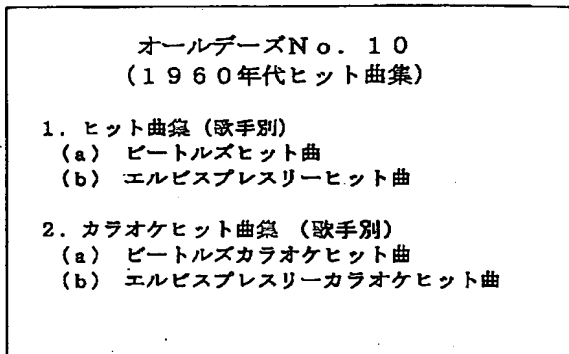 オールデーズNo. 10
(1960年代ヒット曲集)
1. ヒット曲集 (歌手別)
(a) ビートルズヒット曲
(b) エルビスプレスリーヒット曲
2. カラオケヒット曲集 (歌手別)
(a) ビートルズカラオケヒット曲
(b) エルビスプレスリーカラオケヒット曲